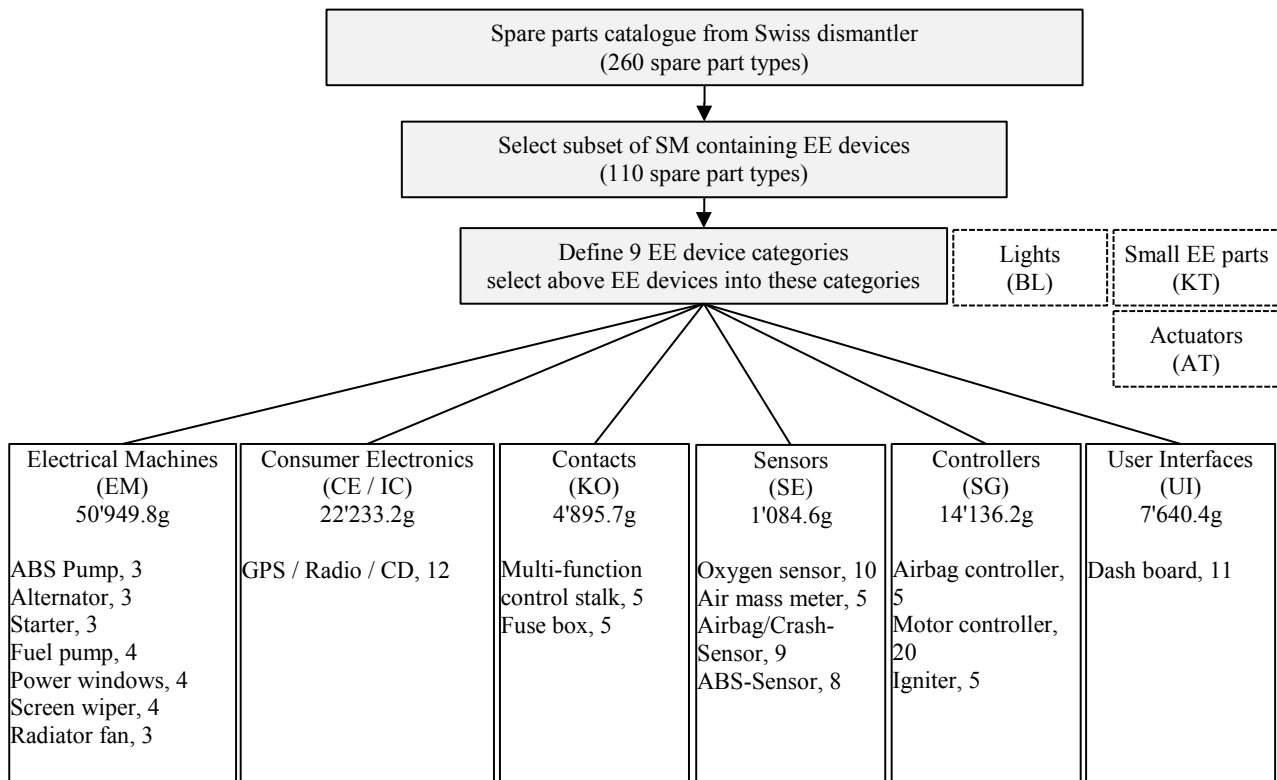 Spare parts catalogue from Swiss dismantler
(260 spare part types)
Select subset of SM containing EE devices
(110 spare part types)
Define 9 EE device categories
select above EE devices into these categories
Lights
(BL)
Small EE parts
(KT)
Actuators
(AT)
Electrical Machines
(EM)
50'949.8g
ABS Pump, 3
Alternator, 3
Starter, 3
Fuel pump, 4
Power windows, 4
Screen wiper, 4
Radiator fan, 3
Consumer Electronics
(CE / IC)
22'233.2g
GPS / Radio / CD, 12
Contacts
(KO)
4'895.7g
Multi-function
control stalk, 5
Fuse box, 5
Sensors
(SE)
1'084.6g
Oxygen sensor, 10
Air mass meter, 5
Airbag/Crash-
Sensor, 9
ABS-Sensor, 8
Controllers
(SG)
14'136.2g
Airbag controller,
5
Motor controller,
20
Igniter, 5
User Interfaces
(UI)
7'640.4g
Dash board, 11